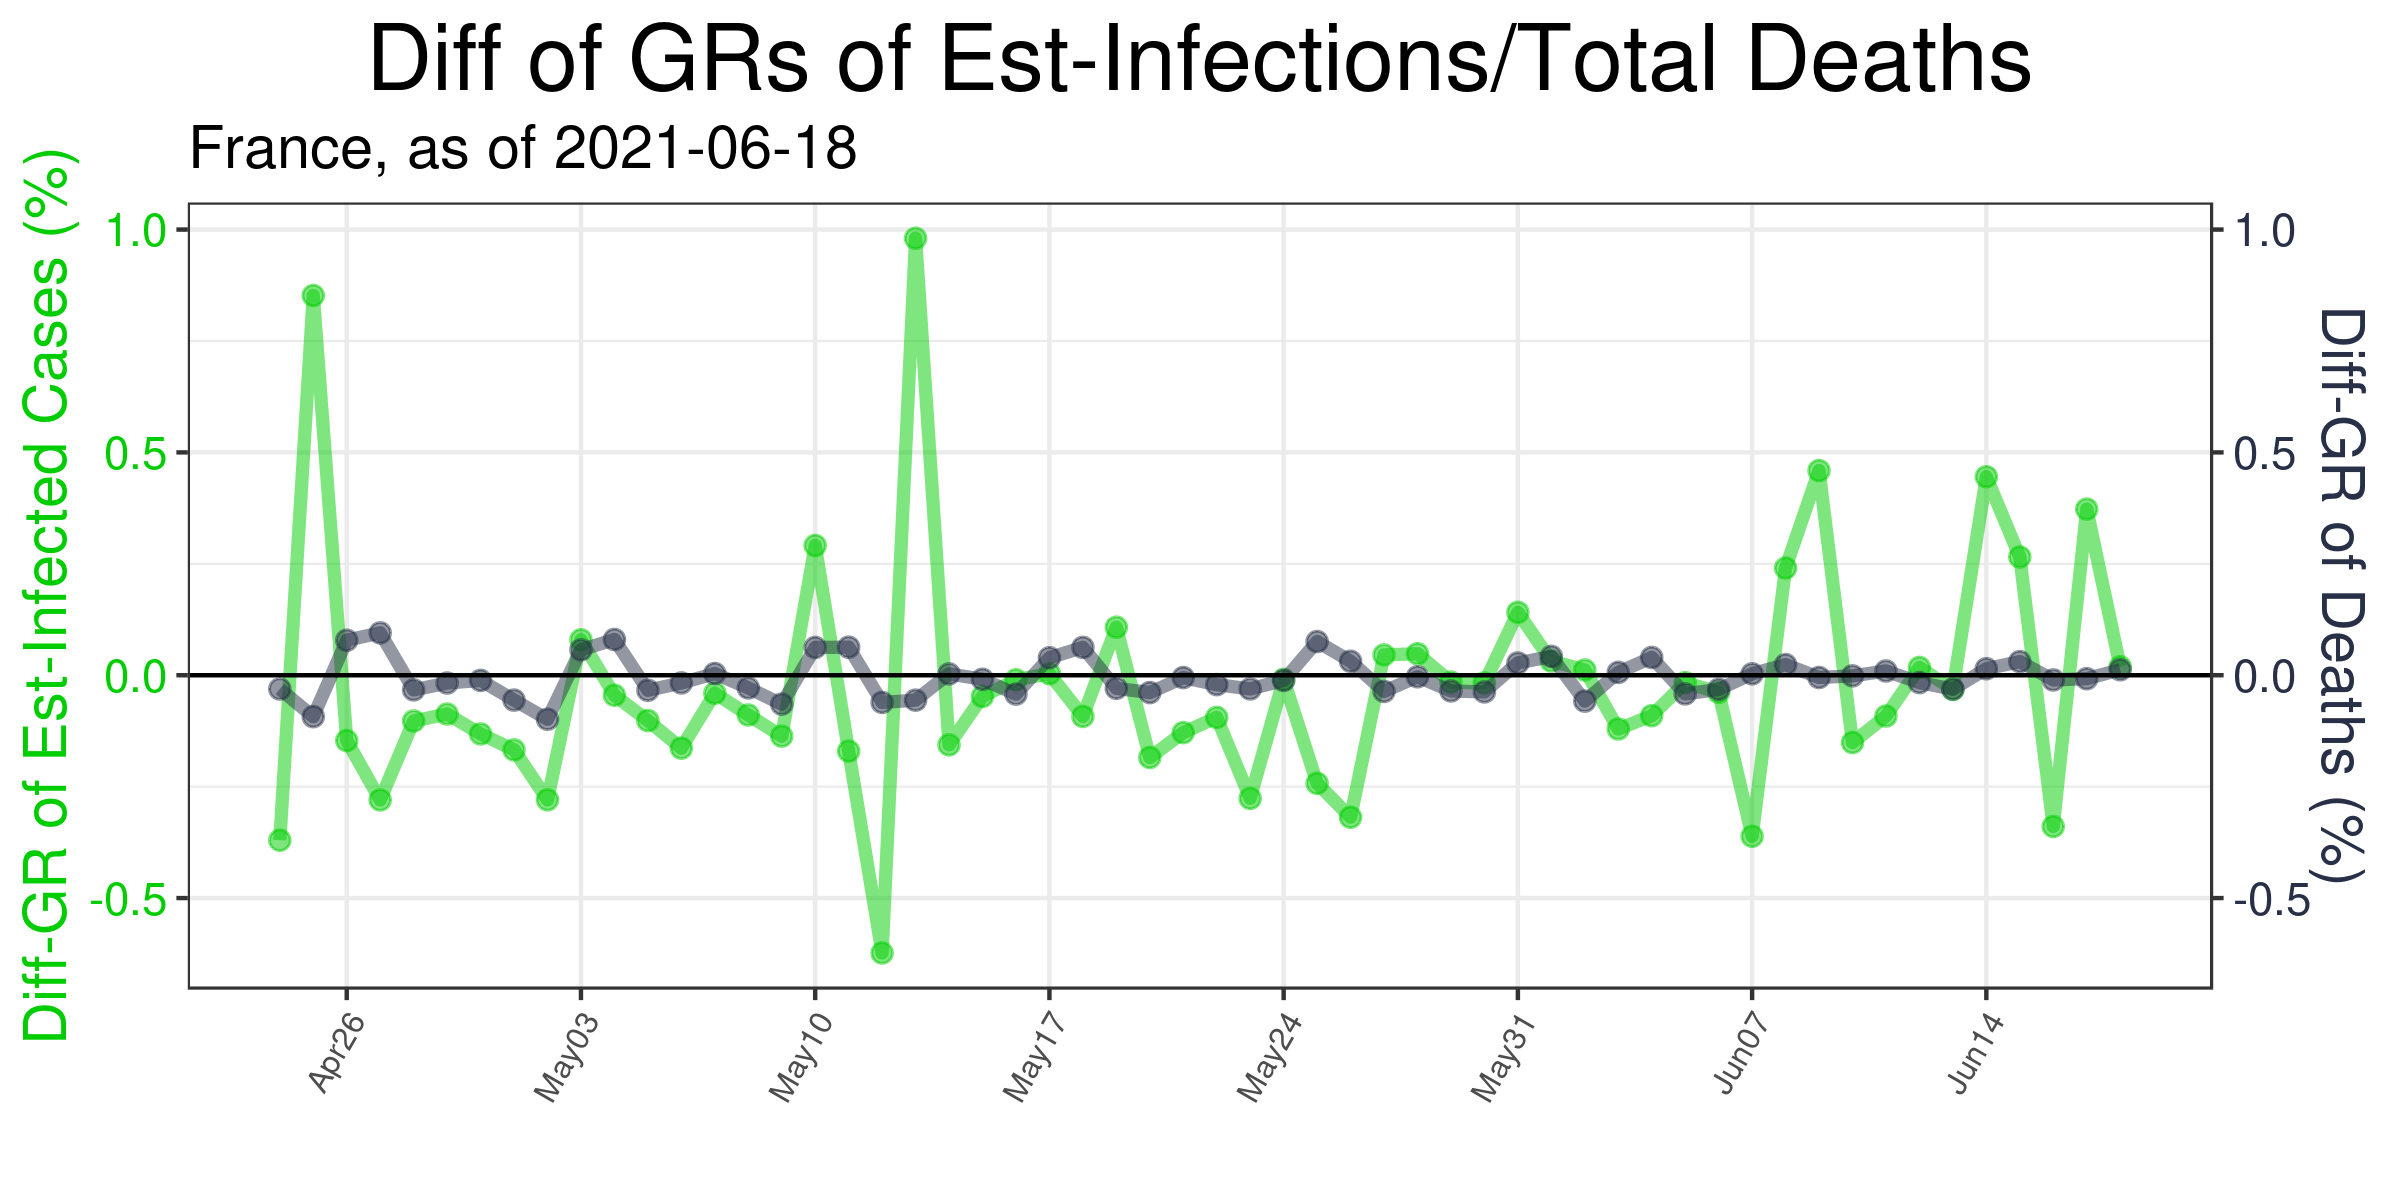 Diff of GRs of Est-Infections/Total Deaths
France, as of 2021-06-18
Diff-GR of Est-Infected Cases (%)
1.0
0.5
0.0
-0.5
1.0
0.5
0.0
-0.5
Diff-GR of Deaths (%)
Apr26
May03
May10
May17
May24
May31
Jun07
Jun14